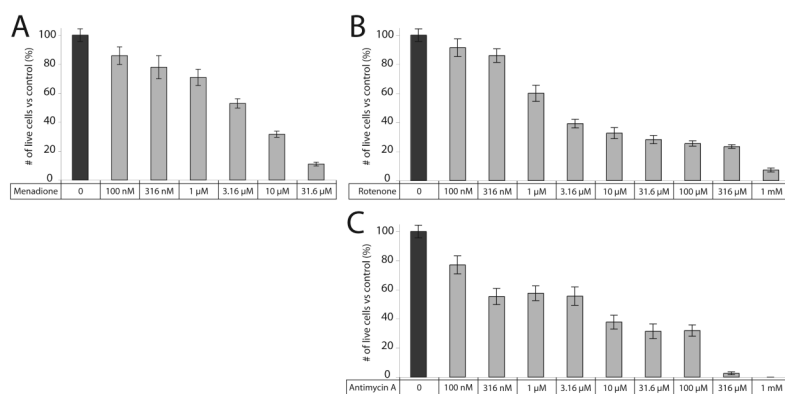 A
# of live cells vs control (%)
100
80
60
40
20
0
Menadione 0 100 nM 316 nM 1 µM 3.16 µM 10 µM 31.6 µM
B
# of live cells vs control (%)
100
80
60
40
20
0
Rotenone 0 100 nM 316 nM 1 µM 3.16 µM 10 µM 31.6 µM 100 µM 316 µM 1 mM
C
# of live cells vs control (%)
100
80
60
40
20
0
Antimycin A 0 100 nM 316 nM 1 µM 3.16 µM 10 µM 31.6 µM 100 µM 316 µM 1 mM